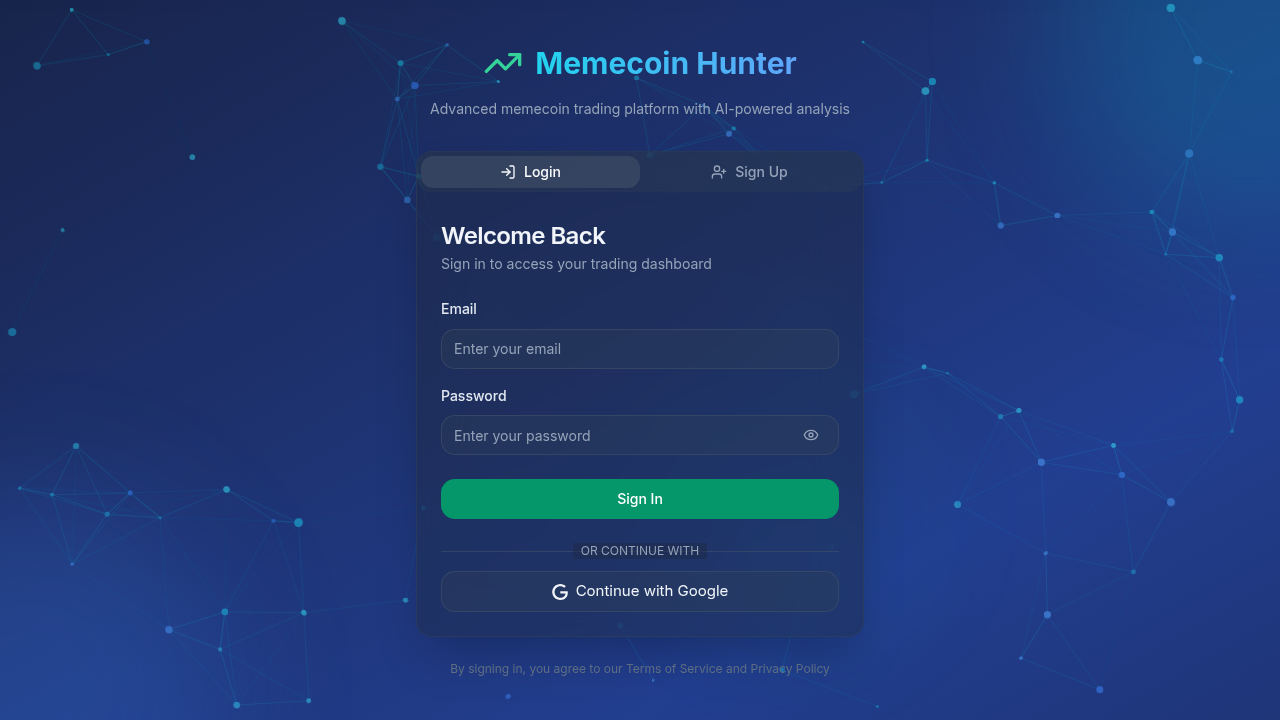 Memecoin Hunter
Advanced memecoin trading platform with AI-powered analysis
Login
Sign Up
Welcome Back
Sign in to access your trading dashboard
Email
Enter your email
Password
Enter your password
Sign In
OR CONTINUE WITH
Continue with Google
By signing in, you agree to our Terms of Service and Privacy Policy